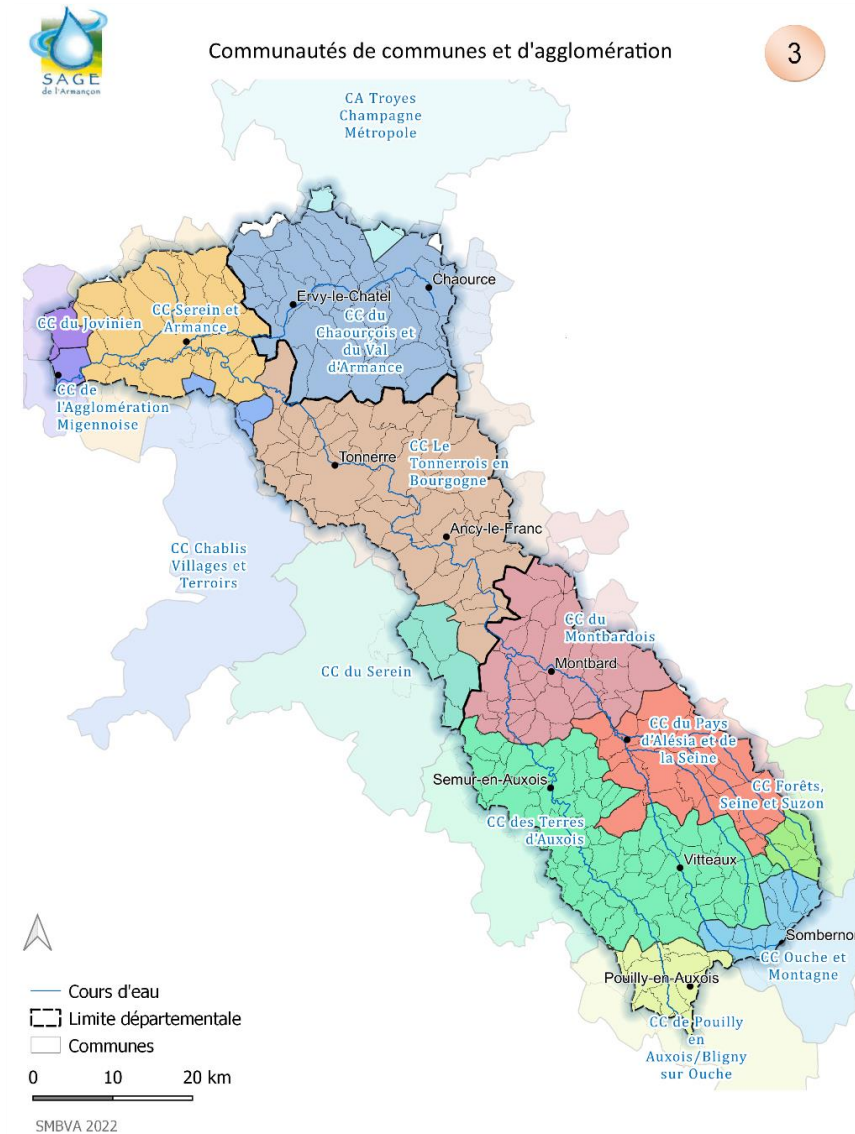 SAGE
de l'Armançon
Communautés de communes et d'agglomération
3
CA Troyes
Champagne
Métropole
Chaource
Ervy-le-Chatel
CC du
Chaourçois et
du Val
d'Armance
CC Serein et
Armance
CC du Jovinien
CC de
l'Agglomération
Migennoise
CC Le
Tonnerrois en
Bourgogne
Tonnerre
Ancy-le-Franc
CC Chablis
Villages et
Terroirs
CC du
Montbardois
Montbard
CC du Serein
CC du Pays
d'Alésia et de
la Seine
Semur-en-Auxois
CC Forêts,
Seine et Suzon
CC des Terres
d'Auxois
Vitteaux
Sombernon
CC Ouche et
Montagne
Pouilly-en-Auxois
CC de Pouilly
en
Auxois/Bligny
sur Ouche
Cours d'eau
Limite départementale
Communes
0 10 20 km
SMBVA 2022